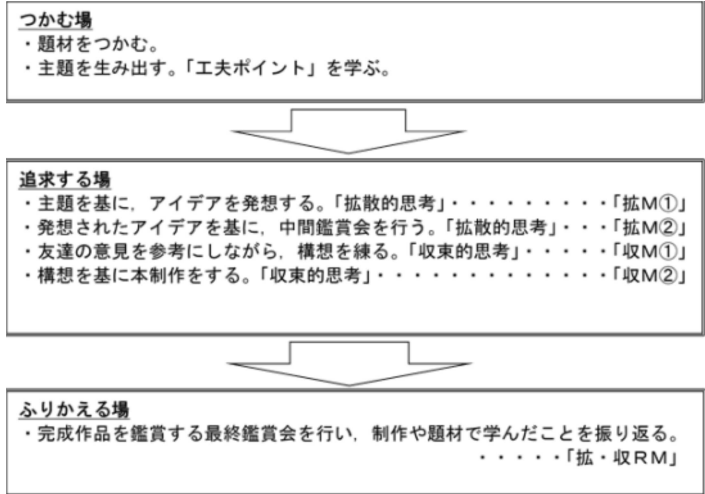 つかむ場
・題材をつかむ。
・主題を生み出す。「工夫ポイント」を学ぶ。
追求する場
・主題を基に，アイデアを発想する。「拡散的思考」・・・・・・・・・「拡Ｍ①」
・発想されたアイデアを基に，中間鑑賞会を行う。「拡散的思考」・・・「拡Ｍ②」
・友達の意見を参考にしながら，構想を練る。「収束的思考」・・・・・「収Ｍ①」
・構想を基に本制作をする。「収束的思考」・・・・・・・・・・・・・「収Ｍ②」
ふりかえる場
・完成作品を鑑賞する最終鑑賞会を行い，制作や題材で学んだことを振り返る。
・・・・・「拡・収ＲＭ」